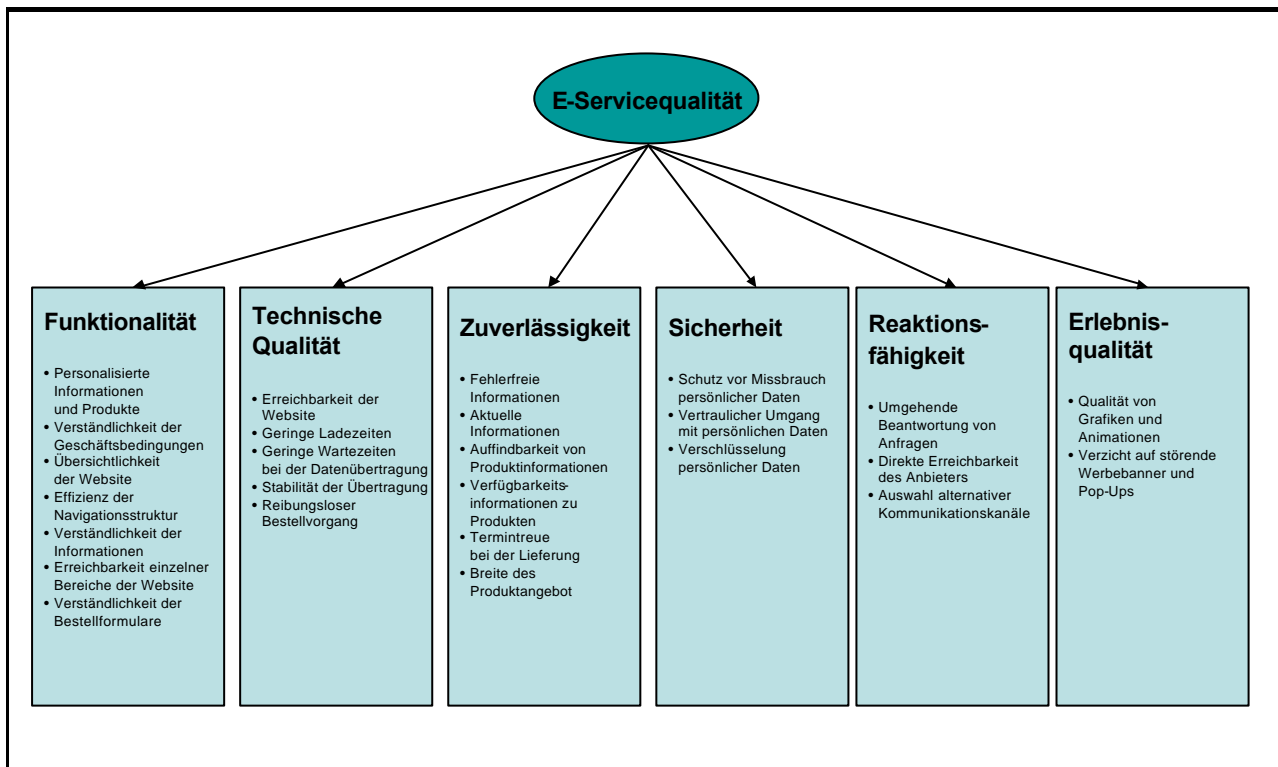 E-Servicequalität
Funktionalität
• Personalisierte
Informationen
und Produkte
• Verständlichkeit der
Geschäftsbedingungen
• Übersichtlichkeit
der Website
• Effizienz der
Navigationsstruktur
• Verständlichkeit der
Informationen
• Erreichbarkeit einzelner
Bereiche der Website
• Verständlichkeit der
Bestellformulare
Technische
Qualität
• Erreichbarkeit der
Website
• Geringe Ladezeiten
• Geringe Wartezeiten
bei der Datenübertragung
• Stabilität der Übertragung
• Reibungsloser
Bestellvorgang
Zuverlässigkeit
• Fehlerfreie
Informationen
• Aktuelle
Informationen
• Auffindbarkeit von
Produktinformationen
• Verfügbarkeits-
informationen zu
Produkten
• Termintreue
bei der Lieferung
• Breite des
Produktangebot
Sicherheit
• Schutz vor Missbrauch
persönlicher Daten
• Vertraulicher Umgang
mit persönlichen Daten
• Verschlüsselung
persönlicher Daten
Reaktions-
fähigkeit
• Umgehende
Beantwortung von
Anfragen
• Direkte Erreichbarkeit
des Anbieters
• Auswahl alternativer
Kommunikationskanäle
Erlebnis-
qualität
• Qualität von
Grafiken und
Animationen
• Verzicht auf störende
Werbebanner und
Pop-Ups